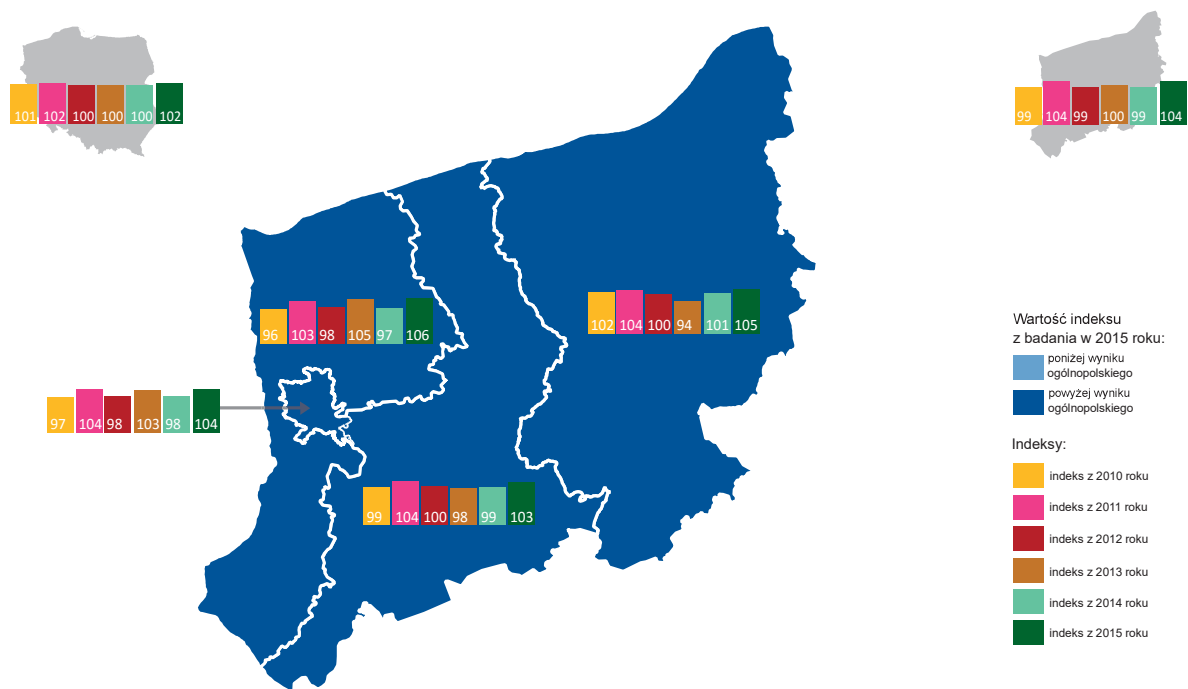 101 102 100 100 100 102
99 104 99 100 99 104
102 104 100 94 101 105
96 103 98 105 97 106
97 104 98 103 98 104
99 104 100 98 99 103
Wartość indeksu
z badania w 2015 roku:
poniżej wyniku
ogólnopolskiego
powyżej wyniku
ogólnopolskiego
Indeksy:
indeks z 2010 roku
indeks z 2011 roku
indeks z 2012 roku
indeks z 2013 roku
indeks z 2014 roku
indeks z 2015 roku